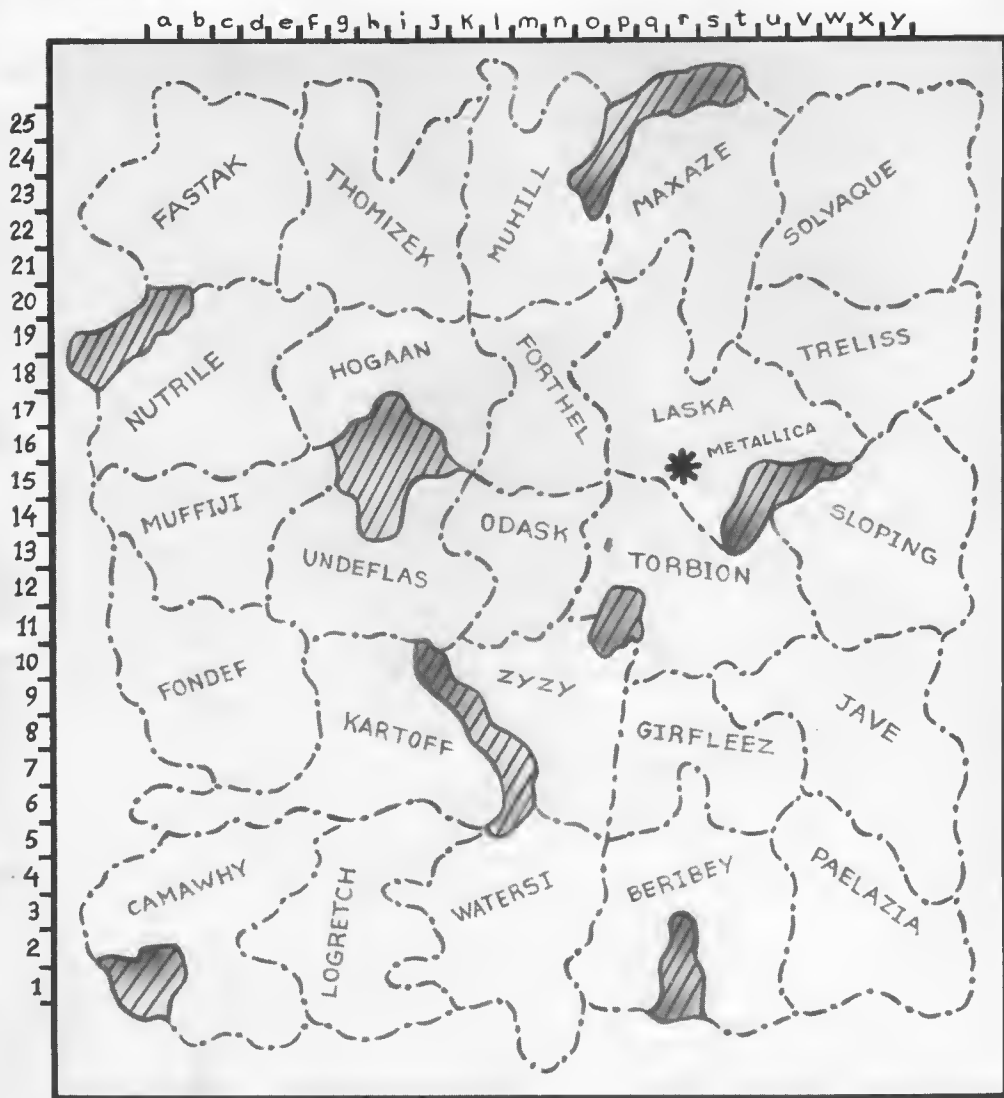 a b c d e f g h i J K l m n o p q r s t u v w x y
25
24
23
22
21
20
19
18
17
16
15
14
13
12
11
10
9
8
7
6
5
4
3
2
1
FASTAK
THOMIZEK
MUHILL
MAXAZE
SOLVAQUE
NUTRILE
HOGAAN
FORTHEL
LASKA
TRELISS
METALLICA
MUFFIJI
UNDEFLAS
ODASK
TORBION
SLOPING
FONDEF
KARTOFF
ZYZY
GIRFLEEZ
JAVE
CAMAWHY
LOGRETCH
WATERSI
BERIBEY
PAELAZIA